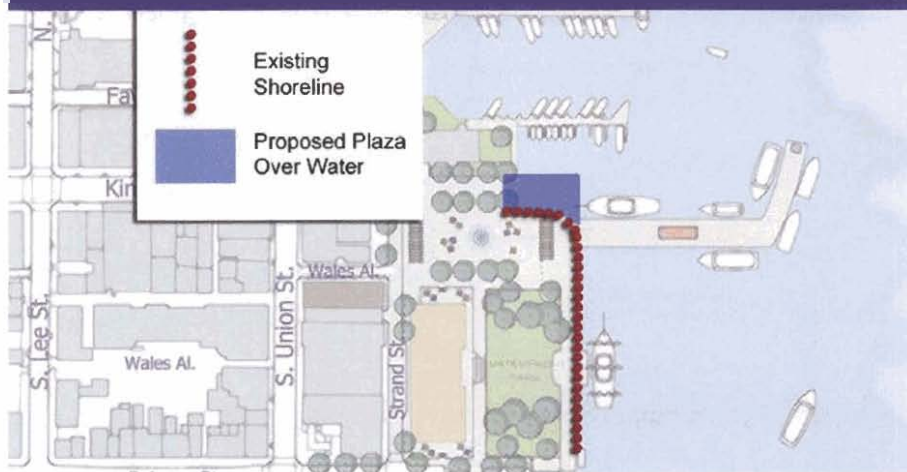 Existing
Shoreline
Proposed Plaza
Over Water
N.
Fa
Kin
Wales Al.
Wales Al.
S. Lee St.
S. Union St.
Strand St.